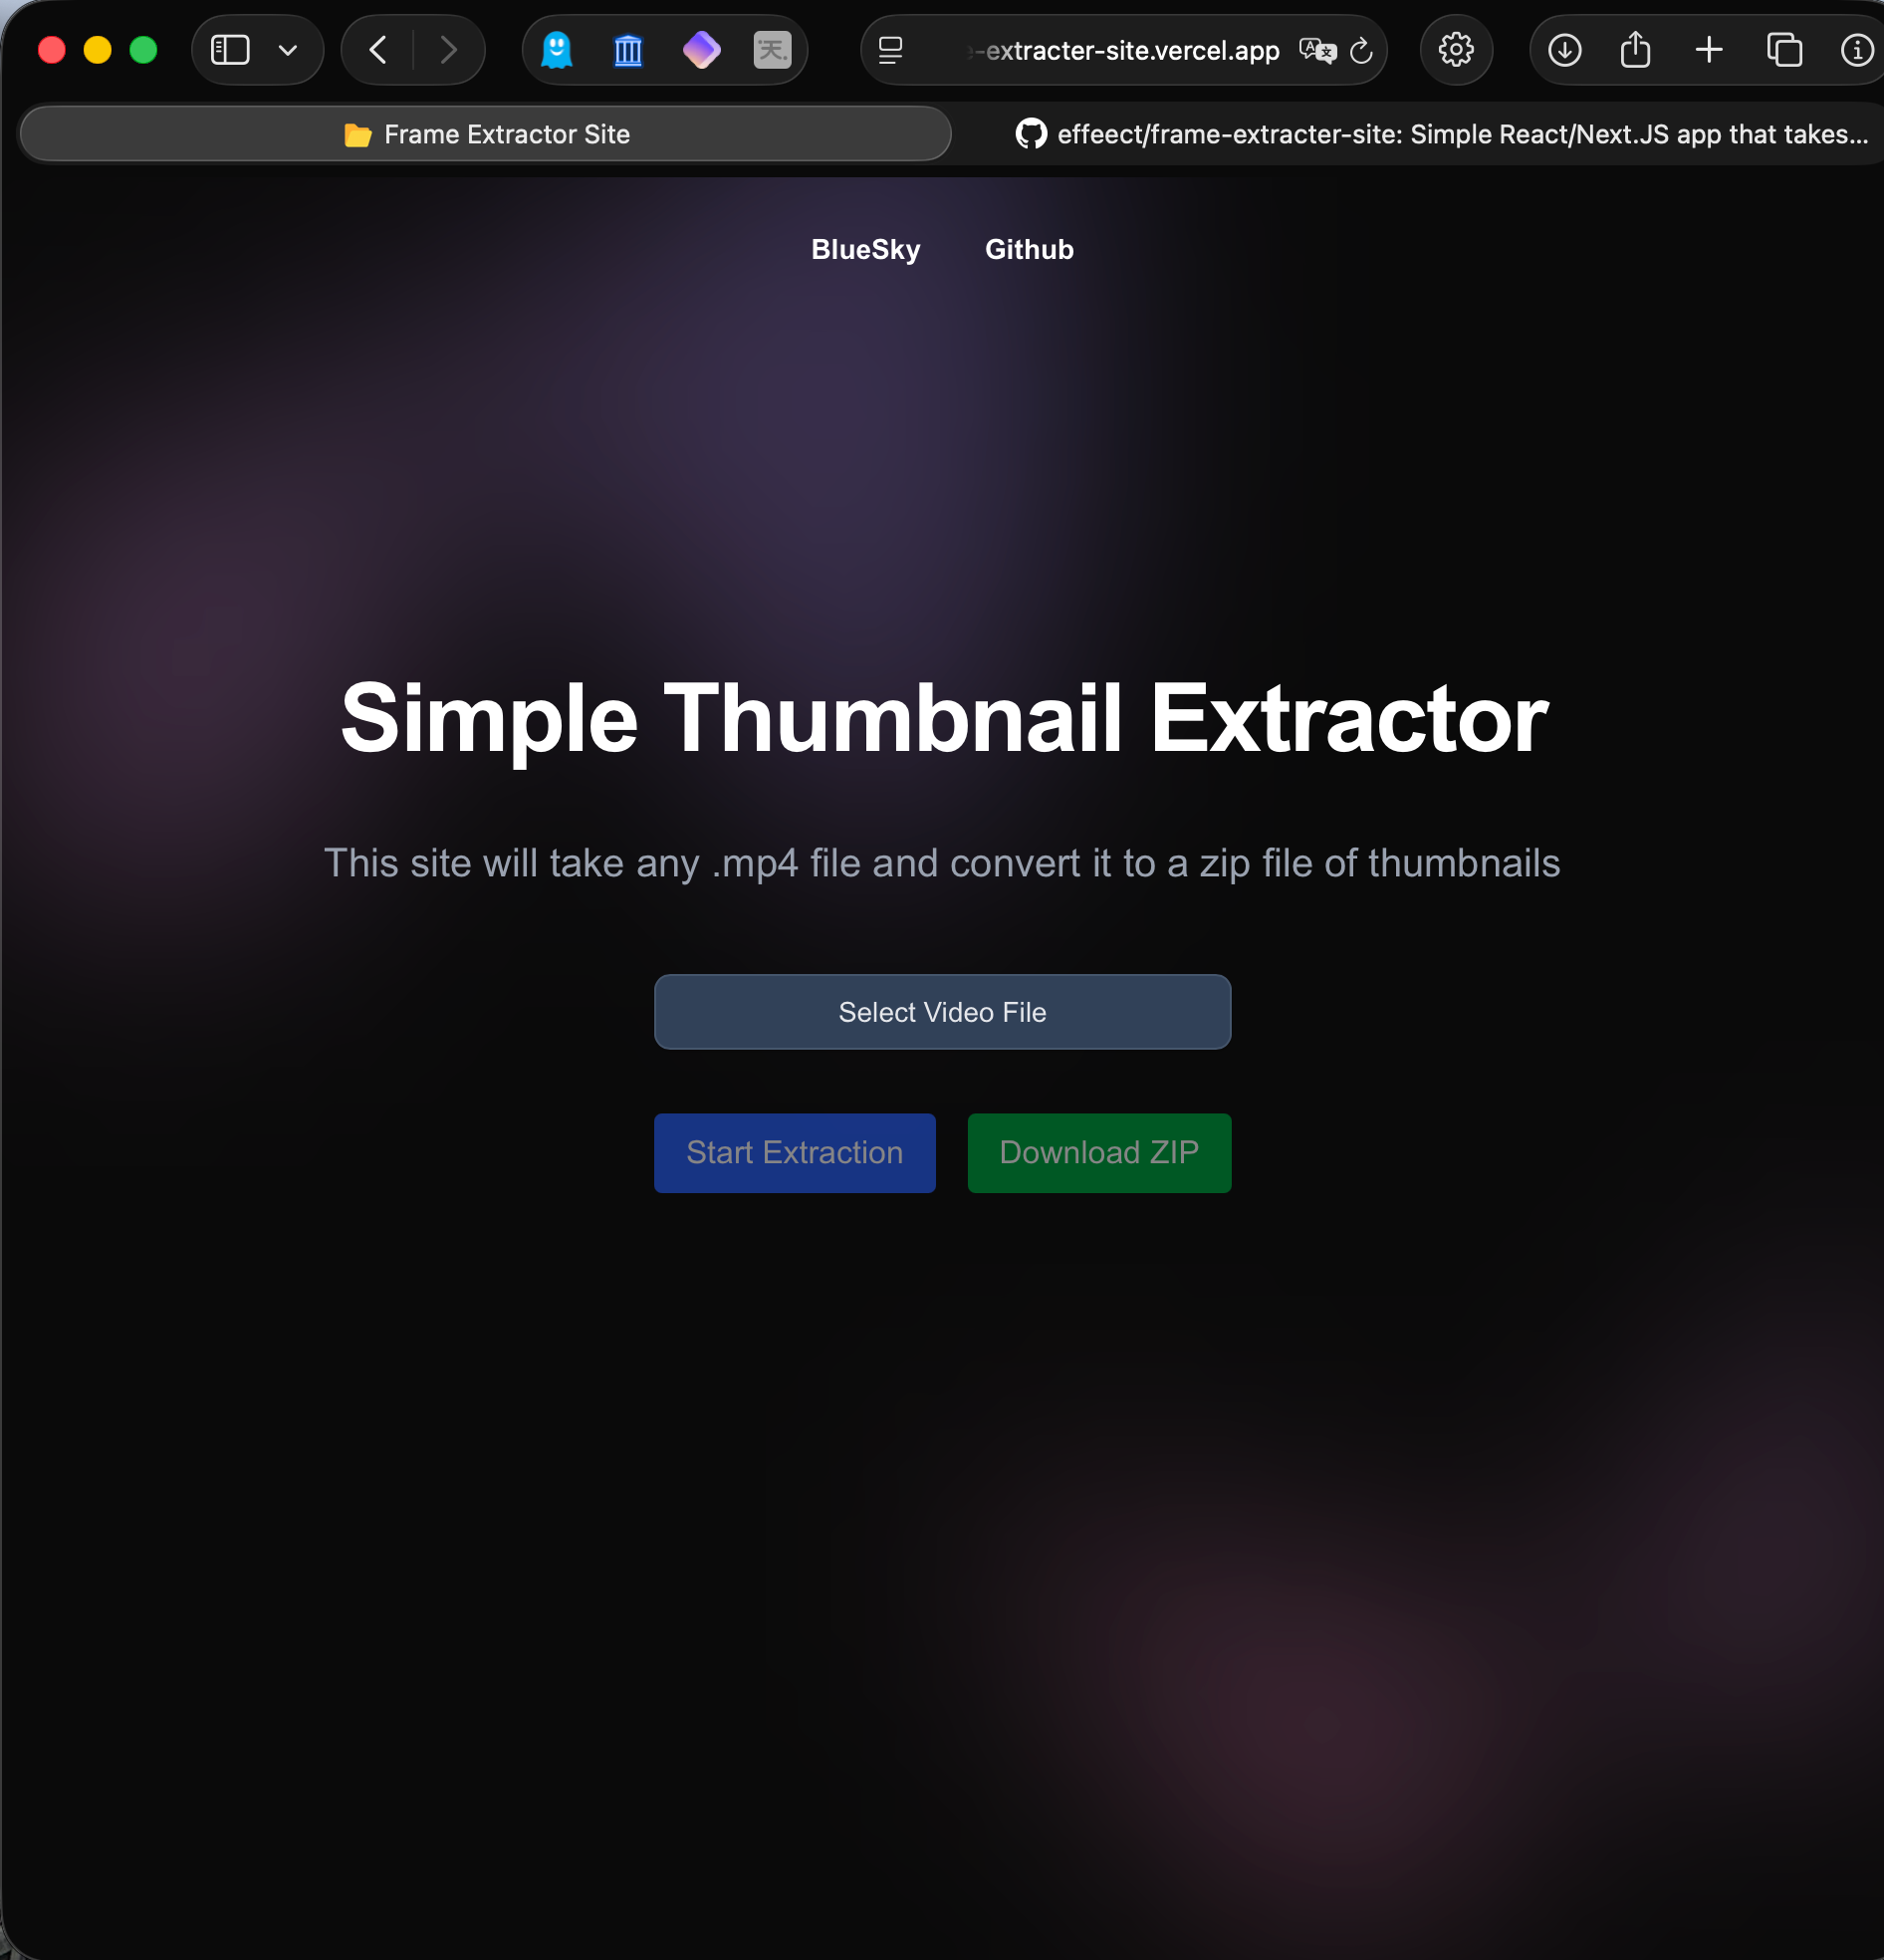 -extracter-site.vercel.app
Frame Extractor Site
effeect/frame-extracter-site: Simple React/Next.JS app that takes...
BlueSky
Github
Simple Thumbnail Extractor
This site will take any .mp4 file and convert it to a zip file of thumbnails
Select Video File
Start Extraction
Download ZIP